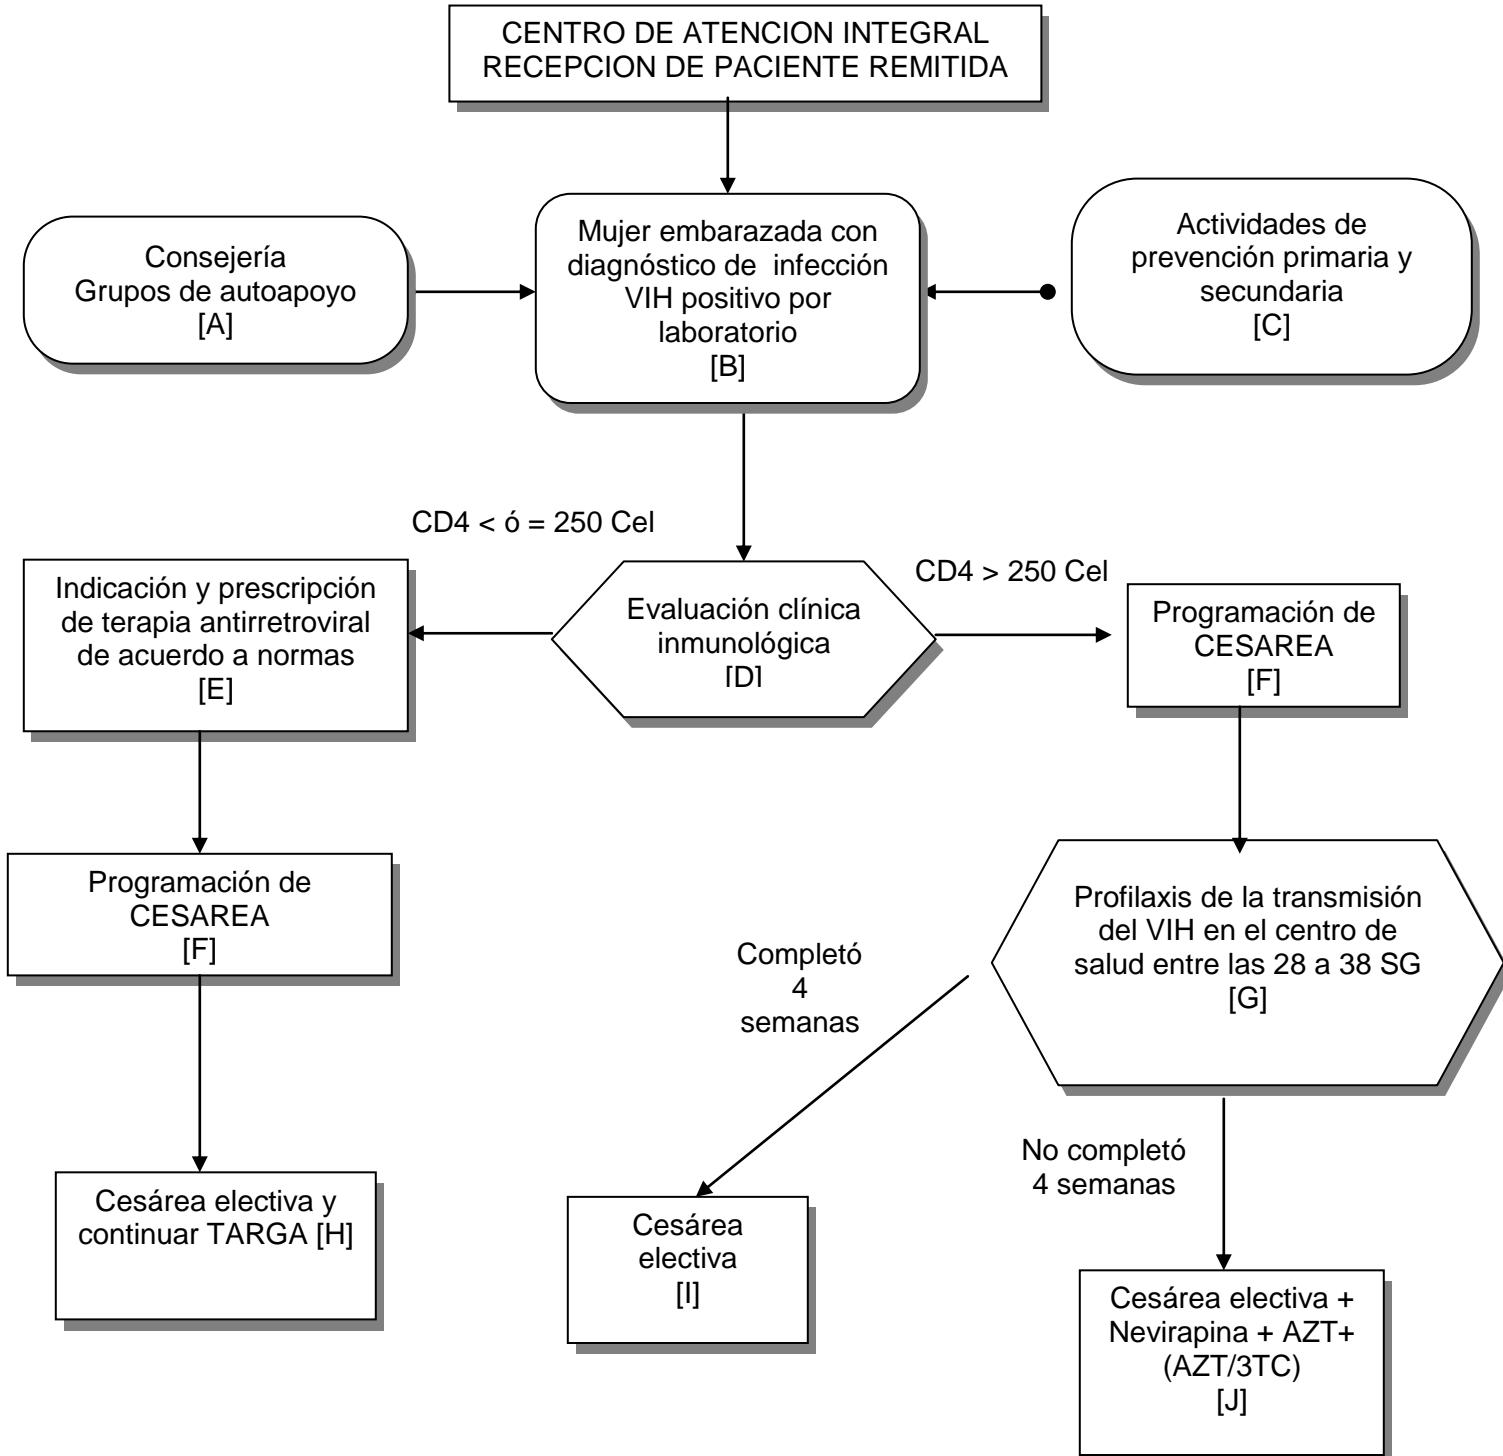 CENTRO DE ATENCION INTEGRAL
RECEPCION DE PACIENTE REMITIDA
Consejería
Grupos de autoapoyo
[A]
Mujer embarazada con
diagnóstico de infección
VIH positivo por
laboratorio
[B]
Actividades de
prevención primaria y
secundaria
[C]
CD4 < ó = 250 Cel
CD4 > 250 Cel
Indicación y prescripción
de terapia antirretroviral
de acuerdo a normas
[E]
Evaluación clínica
inmunológica
[D]
Programación de
CESAREA
[F]
Programación de
CESAREA
[F]
Profilaxis de la transmisión
del VIH en el centro de
salud entre las 28 a 38 SG
[G]
Completó
4
semanas
No completó
4 semanas
Cesárea electiva y
continuar TARGA [H]
Cesárea
electiva
[I]
Cesárea electiva +
Nevirapina + AZT+
(AZT/3TC)
[J]